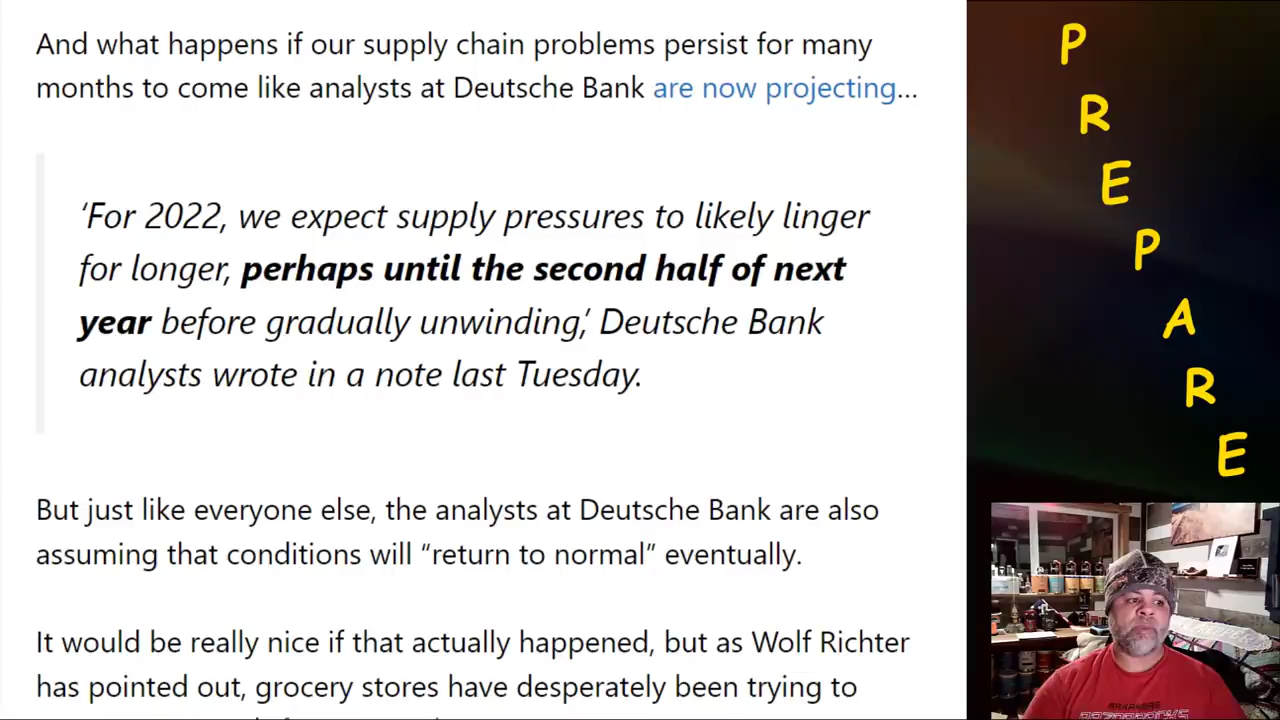 And what happens if our supply chain problems persist for many
months to come like analysts at Deutsche Bank are now projecting…
‘For 2022, we expect supply pressures to likely linger
for longer, perhaps until the second half of next
year before gradually unwinding,’ Deutsche Bank
analysts wrote in a note last Tuesday.
But just like everyone else, the analysts at Deutsche Bank are also
assuming that conditions will “return to normal” eventually.
It would be really nice if that actually happened, but as Wolf Richter
has pointed out, grocery stores have desperately been trying to
PREPARE
ARKANSAS
RAZORBACKS